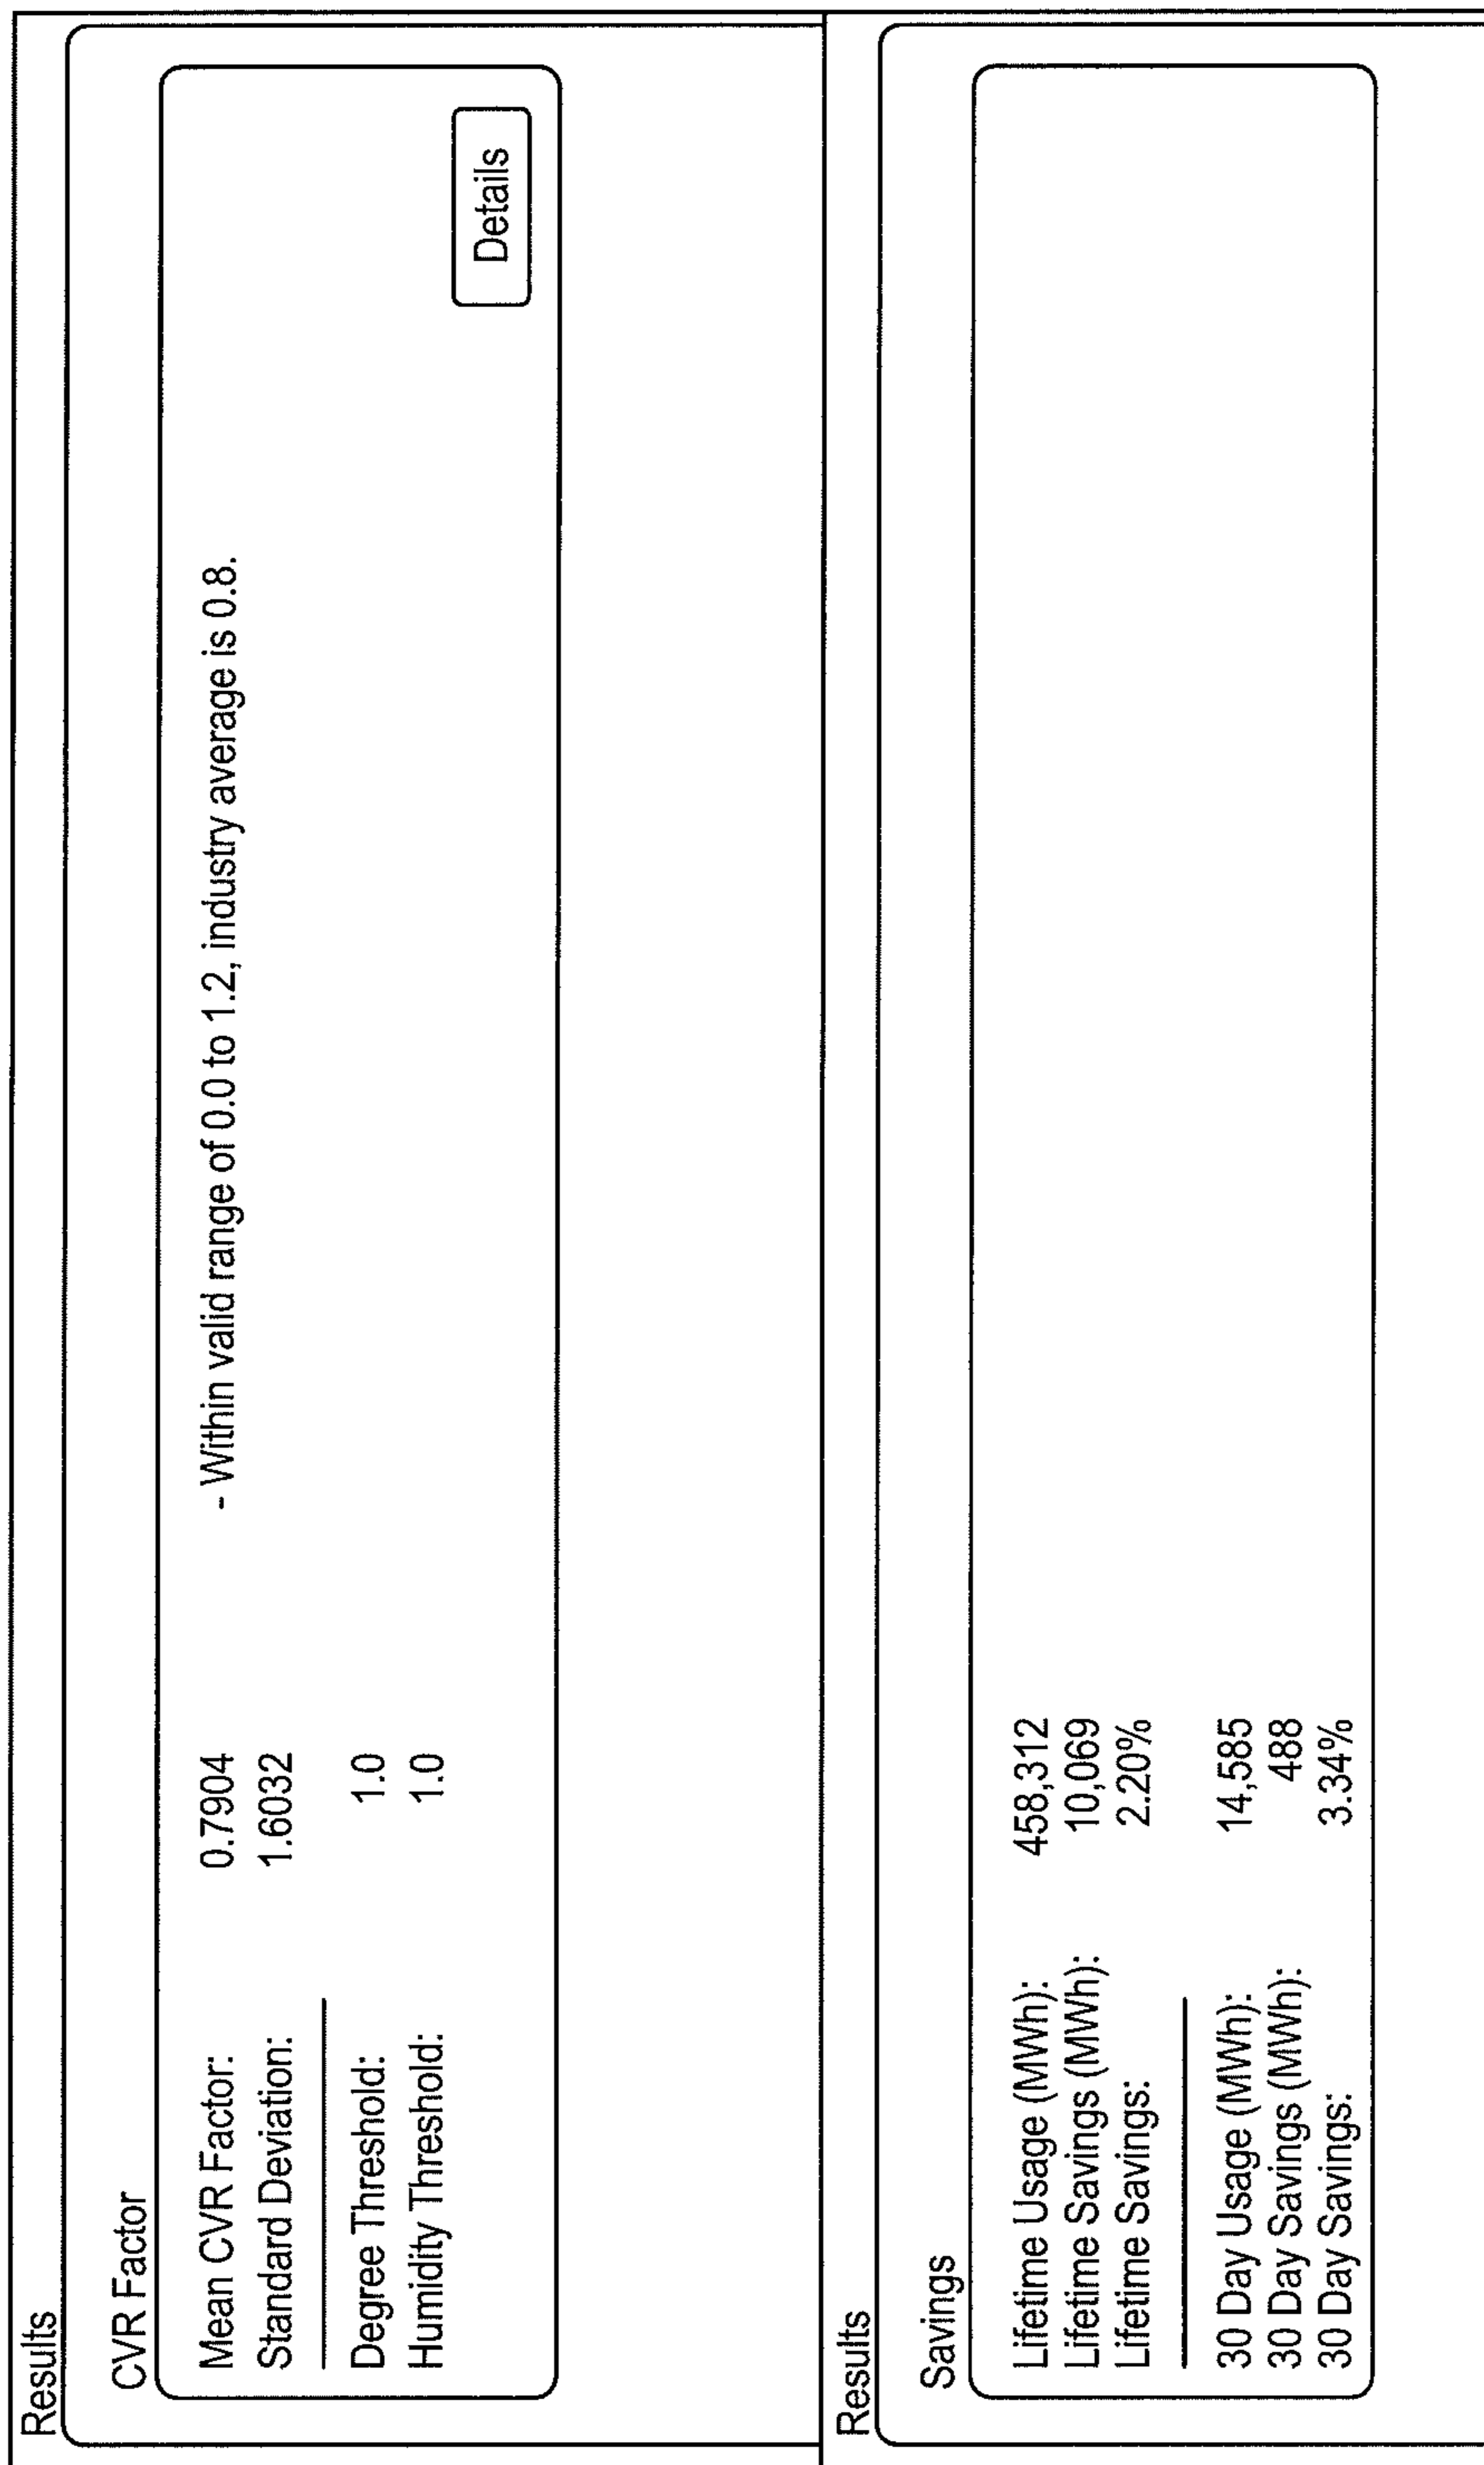 Results
CVR Factor
Mean CVR Factor: 0.7904 - Within valid range of 0.0 to 1.2, industry average is 0.8.
Standard Deviation: 1.6032
Degree Threshold: 1.0
Humidity Threshold: 1.0
Details
Results
Savings
Lifetime Usage (MWh): 458,312
Lifetime Savings (MWh): 10,069
Lifetime Savings: 2.20%
30 Day Usage (MWh): 14,585
30 Day Savings (MWh): 488
30 Day Savings: 3.34%